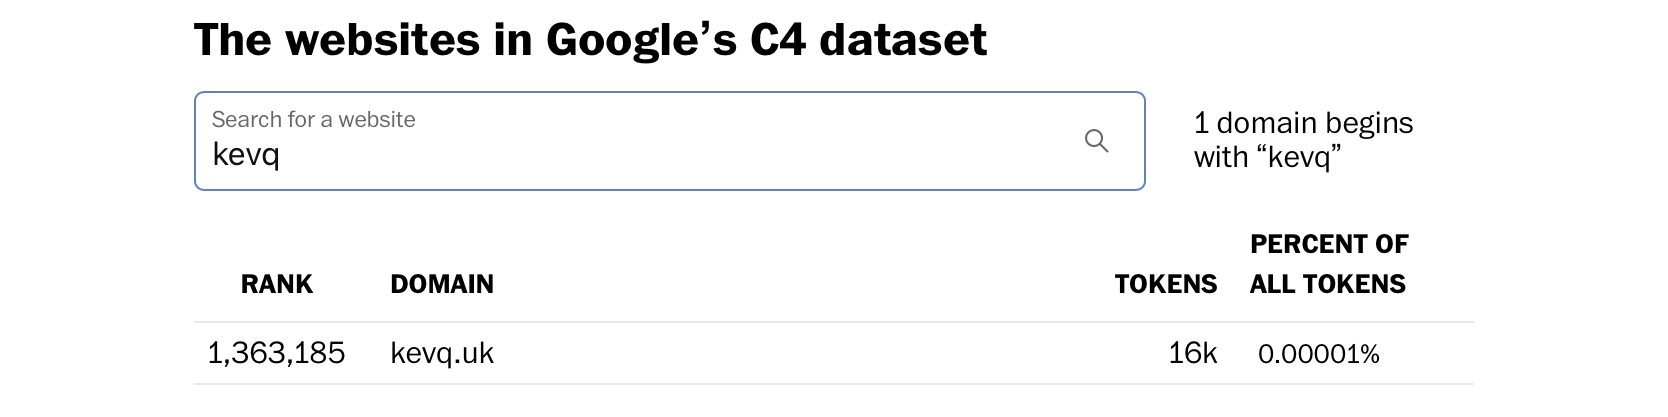 The websites in Google’s C4 dataset
Search for a website
kevq
1 domain begins
with “kevq”
RANK DOMAIN TOKENS PERCENT OF
ALL TOKENS
1,363,185 kevq.uk 16k 0.00001%